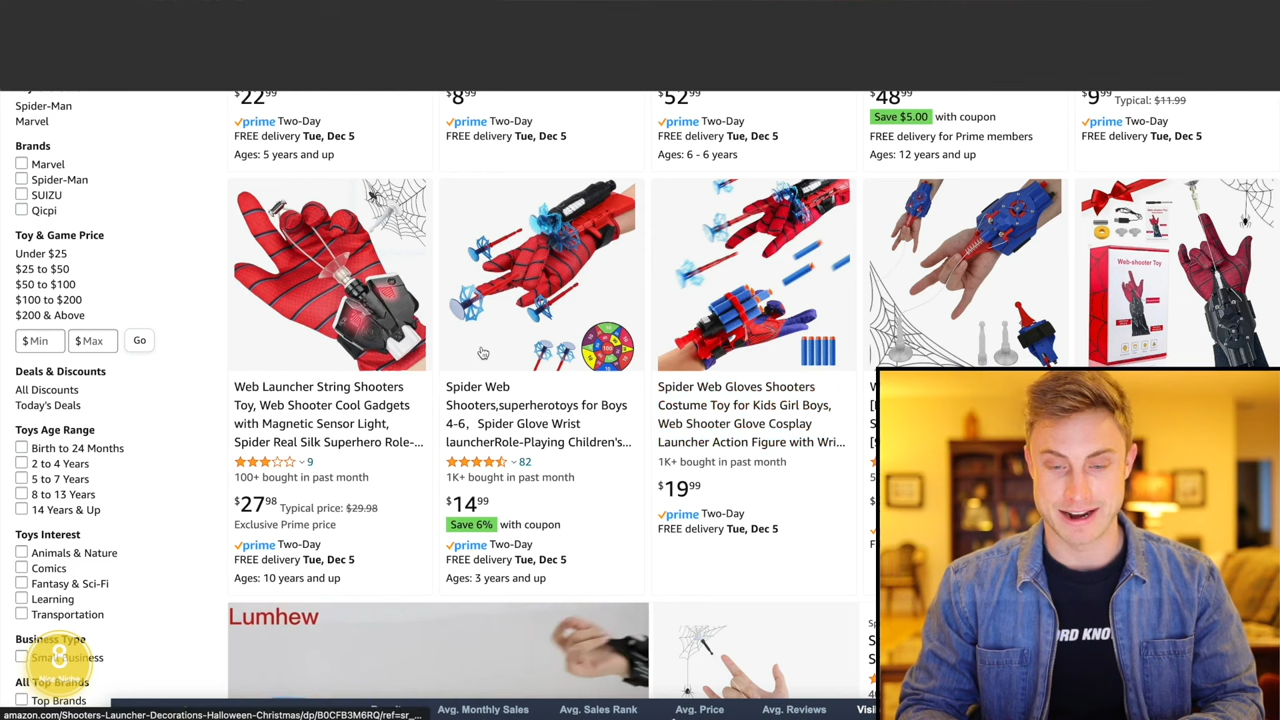 Spider-Man
Marvel
Brands
Marvel
Spider-Man
SUIZU
Qicpi
Toy & Game Price
Under $25
$25 to $50
$50 to $100
$100 to $200
$200 & Above
$ Min $ Max Go
Deals & Discounts
All Discounts
Today's Deals
Toys Age Range
Birth to 24 Months
2 to 4 Years
5 to 7 Years
8 to 13 Years
14 Years & Up
Toys Interest
Animals & Nature
Comics
Fantasy & Sci-Fi
Learning
Transportation
Business Type
Small Business
All Top Brands
Top Brands
8
Nice Niche
$22 99
prime Two-Day
FREE delivery Tue, Dec 5
Ages: 5 years and up
$8 99
prime Two-Day
FREE delivery Tue, Dec 5
$52 99
prime Two-Day
FREE delivery Tue, Dec 5
Ages: 6 - 6 years
$48 99
Save $5.00 with coupon
FREE delivery for Prime members
Ages: 12 years and up
$9 99 Typical: $11.99
prime Two-Day
FREE delivery Tue, Dec 5
Web Launcher String Shooters
Toy, Web Shooter Cool Gadgets
with Magnetic Sensor Light,
Spider Real Silk Superhero Role-...
9
100+ bought in past month
$27 98 Typical price: $29.98
Exclusive Prime price
prime Two-Day
FREE delivery Tue, Dec 5
Ages: 10 years and up
100
Spider Web
Shooters,superherotoys for Boys
4-6， Spider Glove Wrist
launcherRole-Playing Children's...
82
1K+ bought in past month
$14 99
Save 6% with coupon
prime Two-Day
FREE delivery Tue, Dec 5
Ages: 3 years and up
Spider Web Gloves Shooters
Costume Toy for Kids Girl Boys,
Web Shooter Glove Cosplay
Launcher Action Figure with Wri...
1K+ bought in past month
$19 99
prime Two-Day
FREE delivery Tue, Dec 5
Web-shooter Toy
Lumhew
ORD KNO
Avg. Monthly Sales Avg. Sales Rank Avg. Price Avg. Reviews
amazon.com/Shooters-Launcher-Decorations-Halloween-Christmas/dp/B0CFB3M6RQ/ref=sr_...